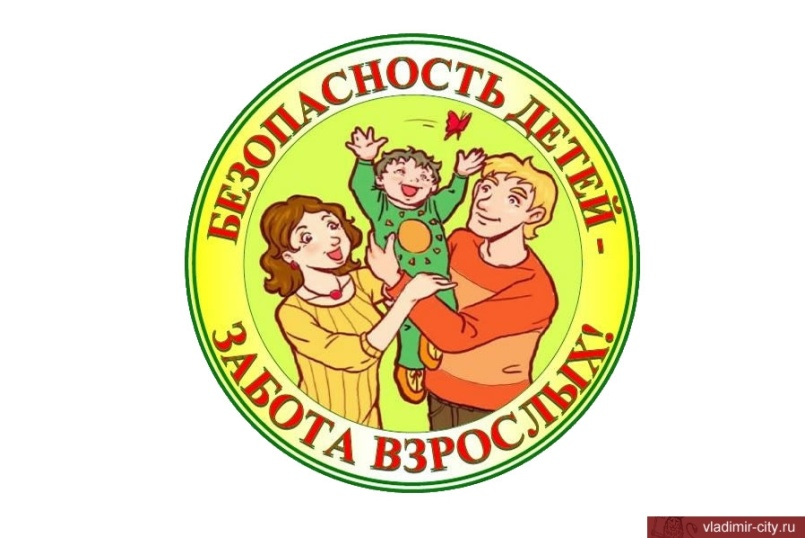 БЕЗОПАСНОСТЬ ДЕТЕЙ -
ЗАБОТА ВЗРОСЛЫХ!
vladimir-city.ru